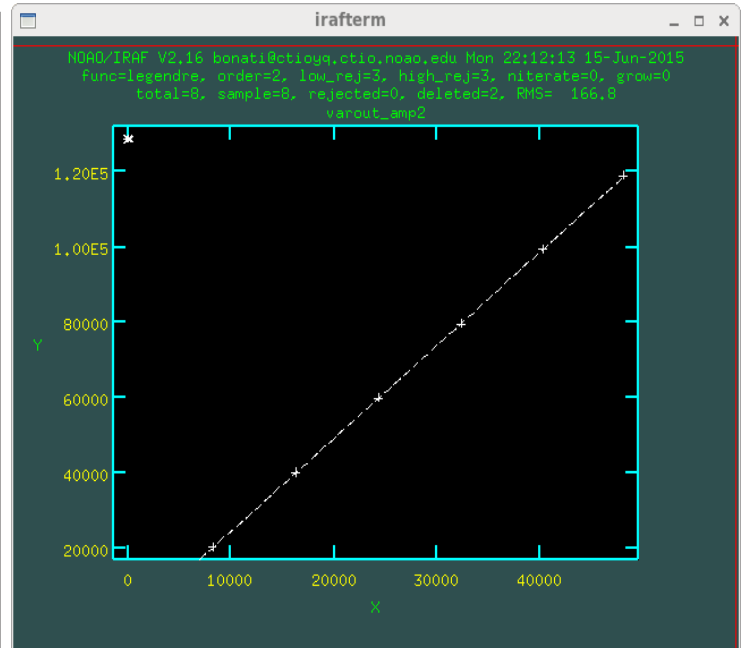 irafterm
NOAO/IRAF V2.16 bonati@ctioyq.ctio.noao.edu Mon 22:12:13 15-Jun-2015
func=legendre, order=2, low_rej=3, high_rej=3, niterate=0, grow=0
total=8, sample=8, rejected=0, deleted=2, RMS=  166.8
varout_amp2
1.20E5
1.00E5
80000
Y
60000
40000
20000
0 10000 20000 30000 40000
X